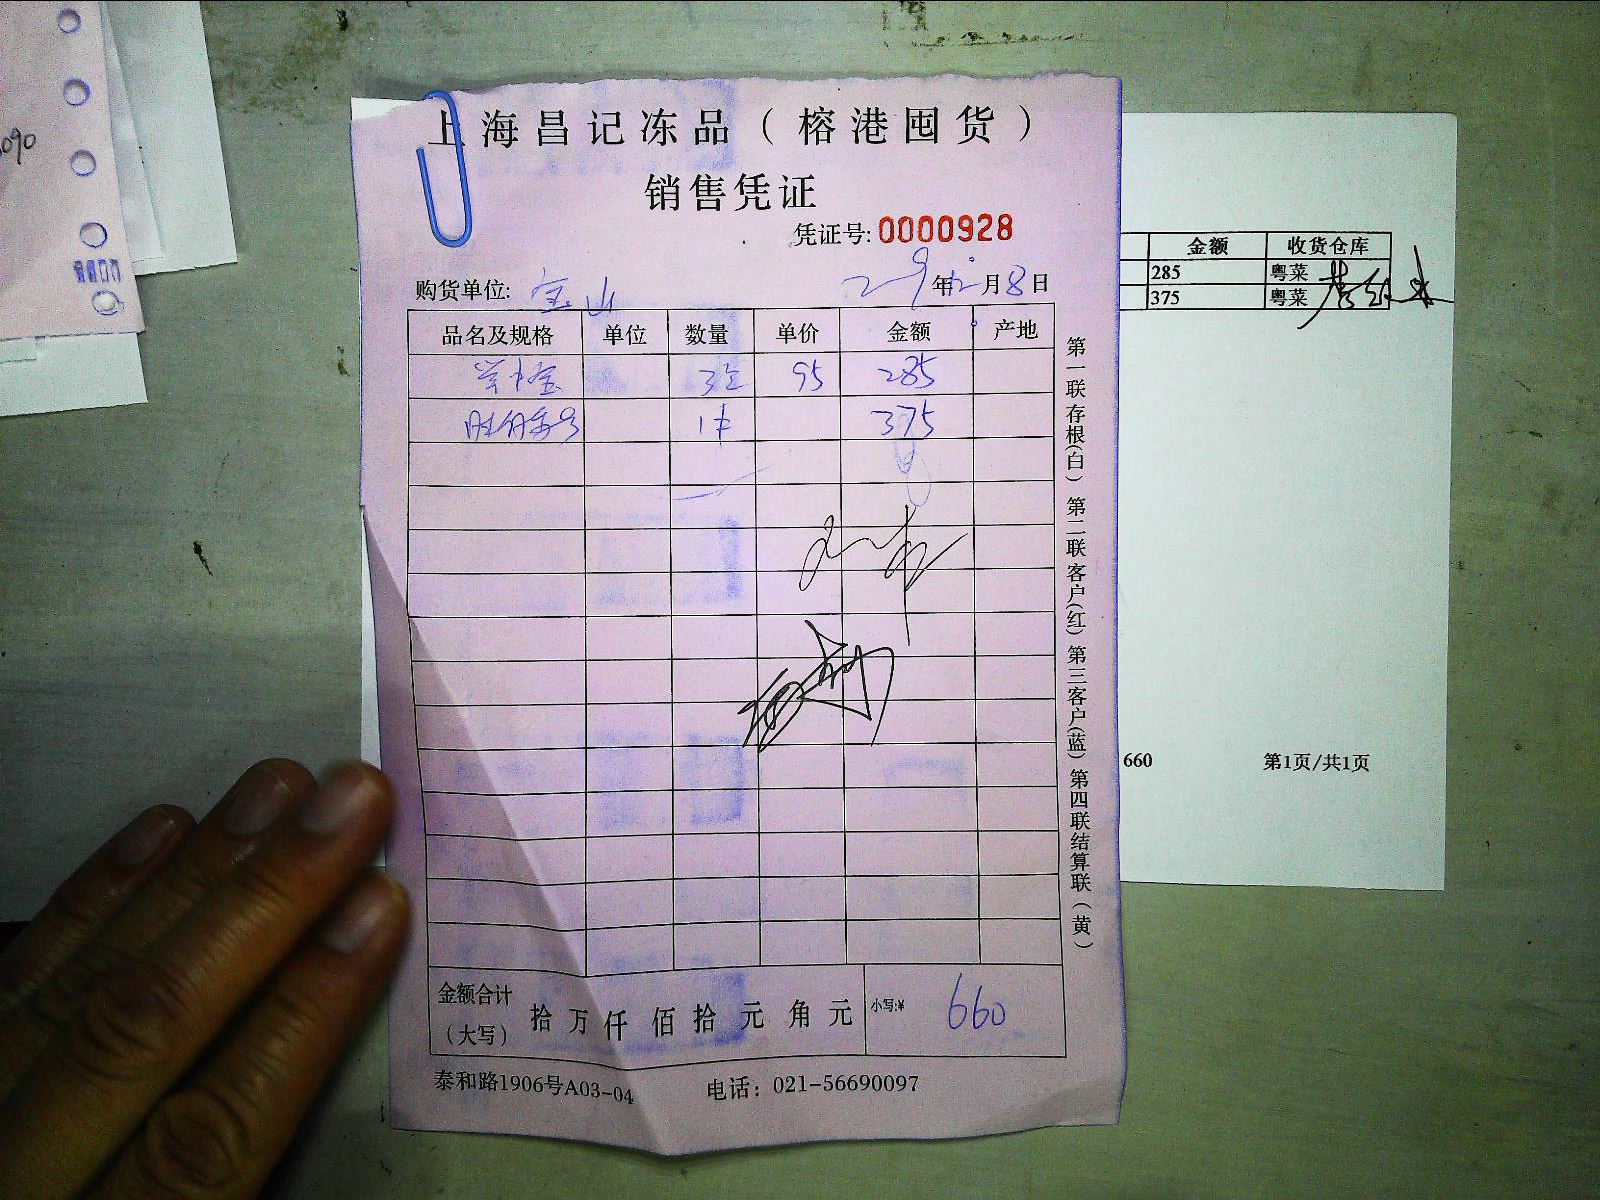 上海昌记冻品（榕港囤货）
销售凭证
凭证号: 0000928
购货单位: 宝山 年 月8日
品名及规格 单位 数量 单价 金额 产地
95 285
375
金额合计（大写） 拾 万 仟 佰 拾 元 角 元 小写:¥ 660
泰和路1906号A03-04 电话：021-56690097
第一联存根(白) 第二联客户(红) 第三客户(蓝) 第四联结算联(黄)
金额 收货仓库
285 粤菜
375 粤菜
660 第1页/共1页